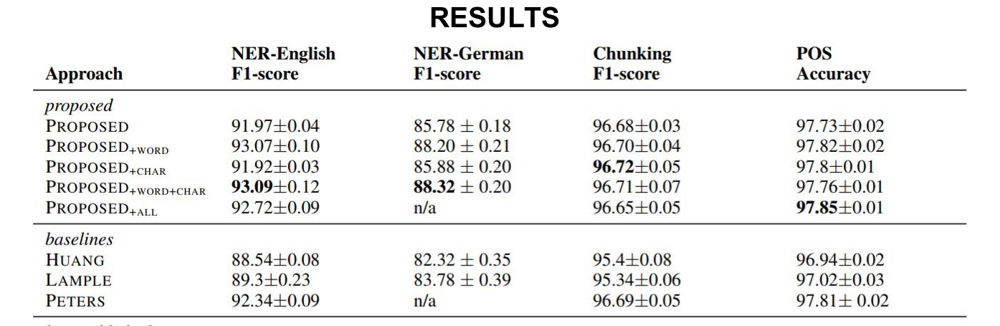 RESULTS
NER-English NER-German Chunking POS
Approach F1-score F1-score F1-score Accuracy
proposed
PROPOSED 91.97±0.04 85.78 ± 0.18 96.68±0.03 97.73±0.02
PROPOSED+WORD 93.07±0.10 88.20 ± 0.21 96.70±0.04 97.82±0.02
PROPOSED+CHAR 91.92±0.03 85.88 ± 0.20 96.72±0.05 97.8±0.01
PROPOSED+WORD+CHAR 93.09±0.12 88.32 ± 0.20 96.71±0.07 97.76±0.01
PROPOSED+ALL 92.72±0.09 n/a 96.65±0.05 97.85±0.01
baselines
HUANG 88.54±0.08 82.32 ± 0.35 95.4±0.08 96.94±0.02
LAMPLE 89.3±0.23 83.78 ± 0.39 95.34±0.06 97.02±0.03
PETERS 92.34±0.09 n/a 96.69±0.05 97.81± 0.02